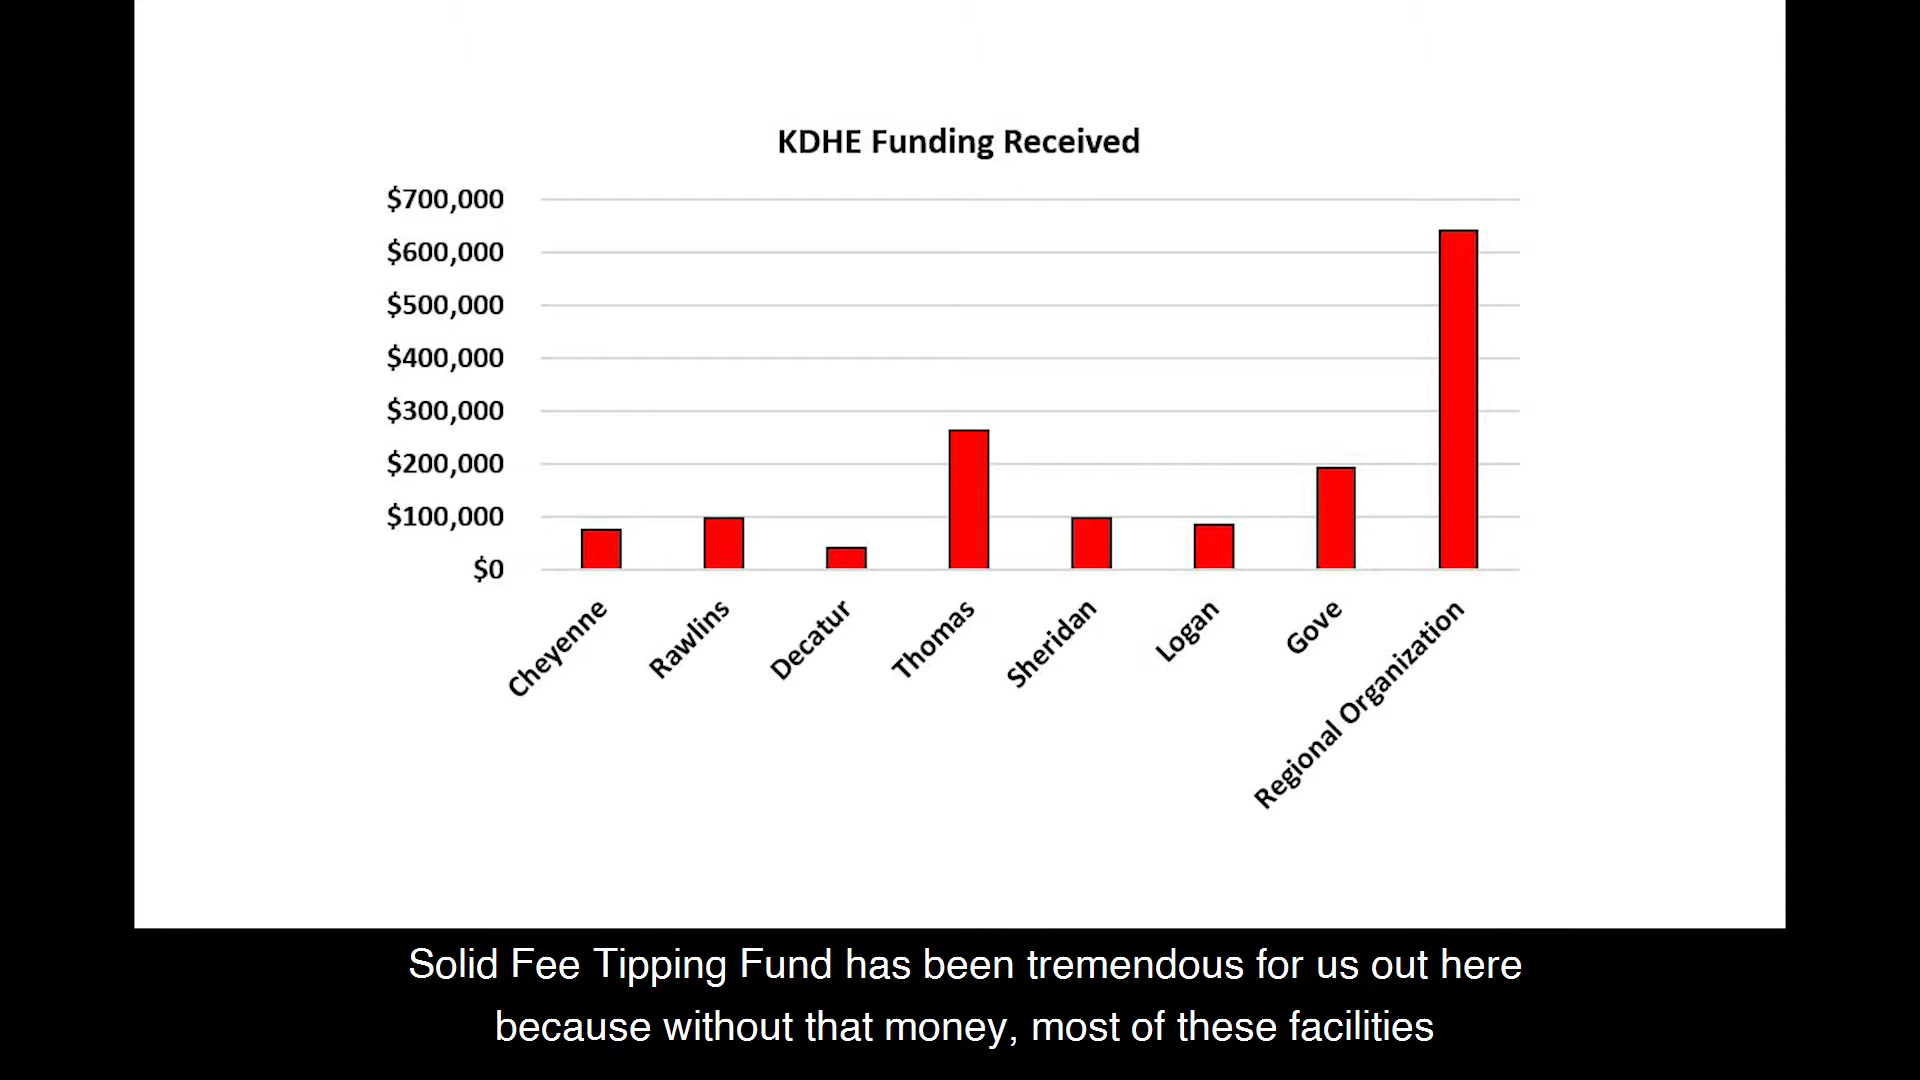 KDHE Funding Received
$700,000
$600,000
$500,000
$400,000
$300,000
$200,000
$100,000
$0
Cheyenne
Rawlins
Decatur
Thomas
Sheridan
Logan
Gove
Regional Organization
Solid Fee Tipping Fund has been tremendous for us out here
because without that money, most of these facilities